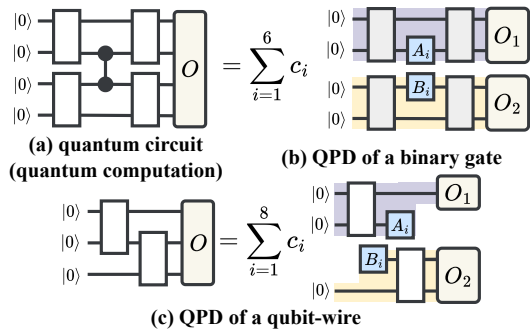 |0⟩ |0⟩ |0⟩ |0⟩ O = ∑ i=1 6 c_i |0⟩ |0⟩ |0⟩ |0⟩ A_i B_i O_1 O_2
(a) quantum circuit
(quantum computation)
(b) QPD of a binary gate
|0⟩ |0⟩ |0⟩ O = ∑ i=1 8 c_i |0⟩ |0⟩ |0⟩ A_i B_i O_1 O_2
(c) QPD of a qubit-wire